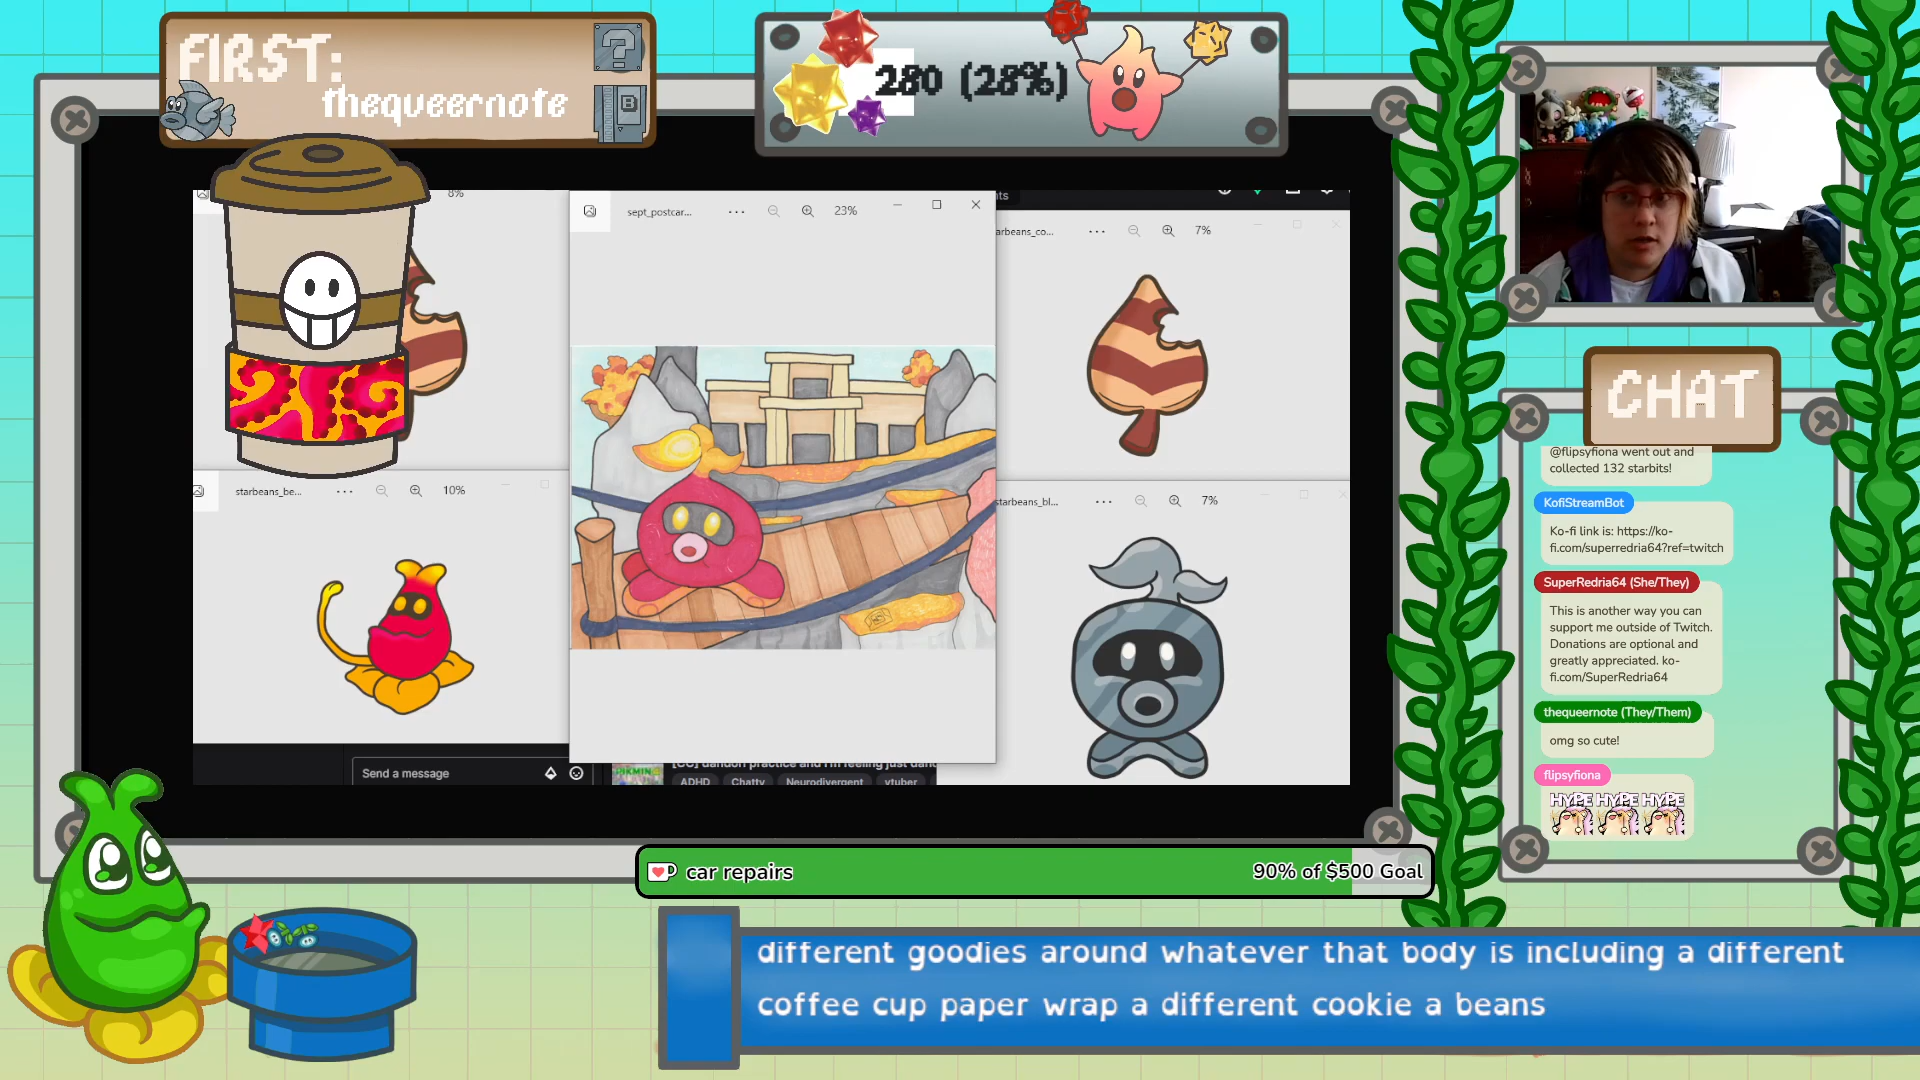 FIRST:
thequeernote
?
B
280 (28%)
8%
sept_postcar...
...
23%
nts
arbeans_co...
...
7%
starbeans_be...
...
10%
starbeans_bl...
...
7%
Send a message
PIKMIN
ADHD
Chatty
Neurodivergent
vtuber
CHAT
@flipsyfiona went out and
collected 132 starbits!
KofiStreamBot
Ko-fi link is: https://ko-
fi.com/superredria64?ref=twitch
SuperRedria64 (She/They)
This is another way you can
support me outside of Twitch.
Donations are optional and
greatly appreciated. ko-
fi.com/SuperRedria64
thequeernote (They/Them)
omg so cute!
flipsyfiona
HYPE HYPE HYPE
car repairs
90% of $500 Goal
different goodies around whatever that body is including a different
coffee cup paper wrap a different cookie a beans